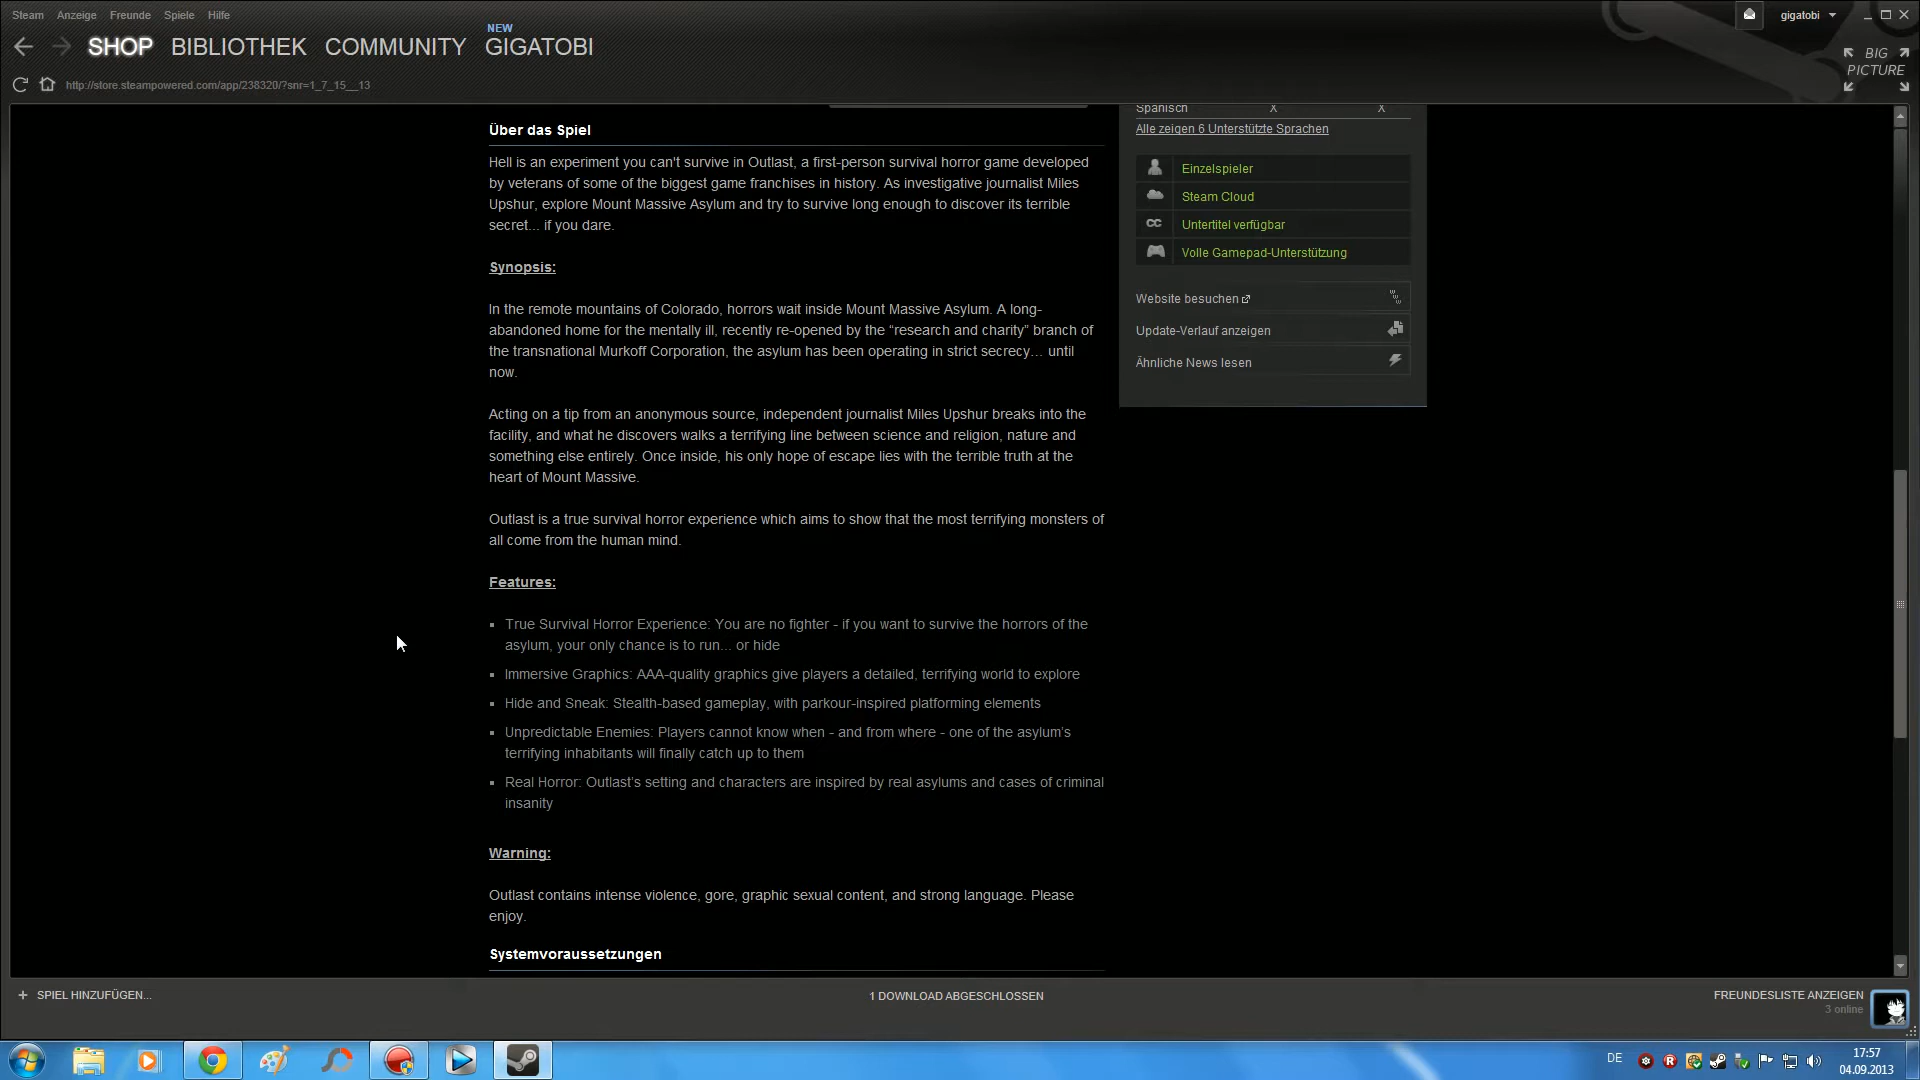 Steam Anzeige Freunde Spiele Hilfe
gigatobi
NEW
SHOP BIBLIOTHEK COMMUNITY GIGATOBI
BIG
PICTURE
http://store.steampowered.com/app/238320/?snr=1_7_15__13
Über das Spiel
Hell is an experiment you can't survive in Outlast, a first-person survival horror game developed
by veterans of some of the biggest game franchises in history. As investigative journalist Miles
Upshur, explore Mount Massive Asylum and try to survive long enough to discover its terrible
secret... if you dare.
Synopsis:
In the remote mountains of Colorado, horrors wait inside Mount Massive Asylum. A long-
abandoned home for the mentally ill, recently re-opened by the “research and charity” branch of
the transnational Murkoff Corporation, the asylum has been operating in strict secrecy… until
now.
Acting on a tip from an anonymous source, independent journalist Miles Upshur breaks into the
facility, and what he discovers walks a terrifying line between science and religion, nature and
something else entirely. Once inside, his only hope of escape lies with the terrible truth at the
heart of Mount Massive.
Outlast is a true survival horror experience which aims to show that the most terrifying monsters of
all come from the human mind.
Features:
True Survival Horror Experience: You are no fighter - if you want to survive the horrors of the
asylum, your only chance is to run... or hide
Immersive Graphics: AAA-quality graphics give players a detailed, terrifying world to explore
Hide and Sneak: Stealth-based gameplay, with parkour-inspired platforming elements
Unpredictable Enemies: Players cannot know when - and from where - one of the asylum’s
terrifying inhabitants will finally catch up to them
Real Horror: Outlast’s setting and characters are inspired by real asylums and cases of criminal
insanity
Warning:
Outlast contains intense violence, gore, graphic sexual content, and strong language. Please
enjoy.
Systemvoraussetzungen
Spanisch X X
Alle zeigen 6 Unterstützte Sprachen
Einzelspieler
Steam Cloud
CC Untertitel verfügbar
Volle Gamepad-Unterstützung
Website besuchen
Update-Verlauf anzeigen
Ähnliche News lesen
+ SPIEL HINZUFÜGEN...
1 DOWNLOAD ABGESCHLOSSEN
FREUNDESLISTE ANZEIGEN
3 online
DE
17:57
04.09.2013